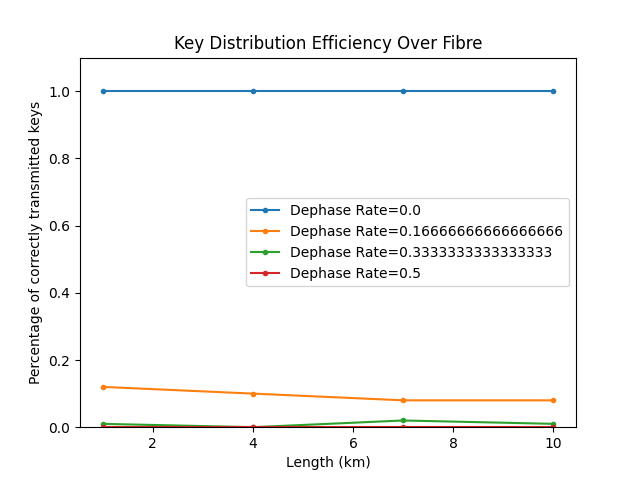 Key Distribution Efficiency Over Fibre
Percentage of correctly transmitted keys
1.0
0.8
0.6
0.4
0.2
0.0
Dephase Rate=0.0
Dephase Rate=0.16666666666666666
Dephase Rate=0.3333333333333333
Dephase Rate=0.5
2 4 6 8 10
Length (km)